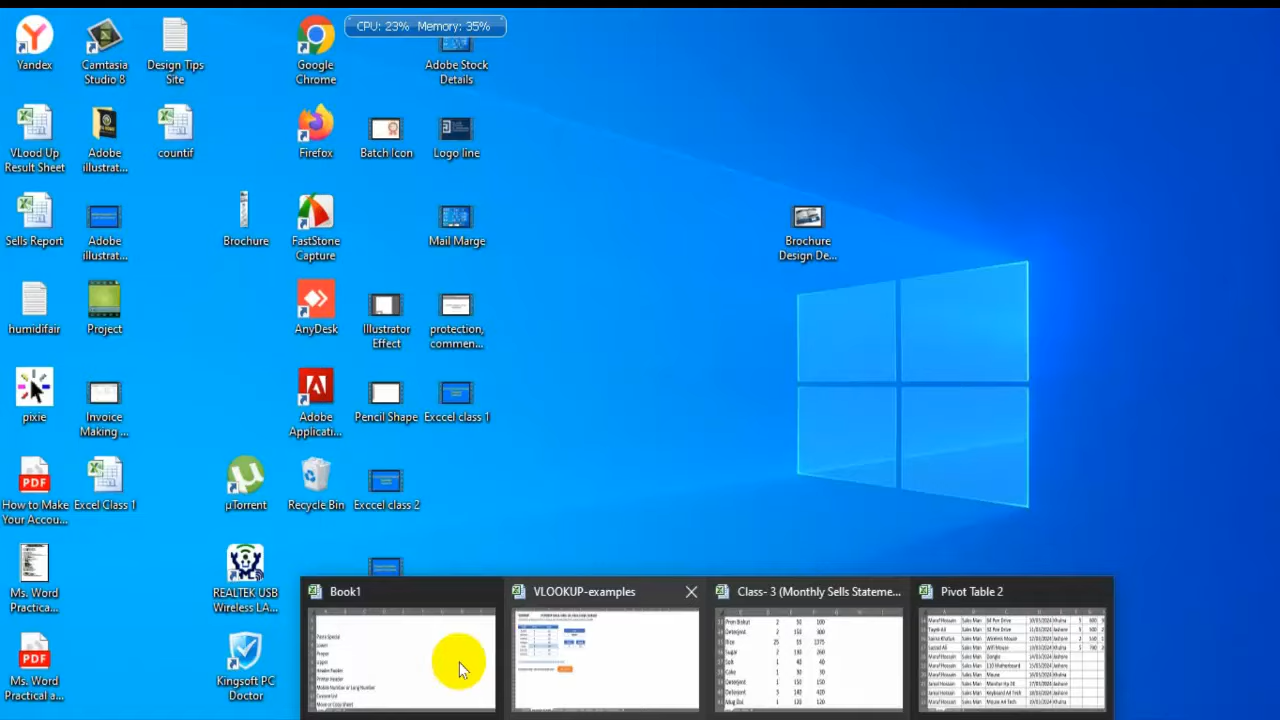 CPU: 23% Memory: 35%
Yandex
Camtasia
Studio 8
Design Tips
Site
Google
Chrome
Adobe Stock
Details
VLood Up
Result Sheet
Adobe
illustrat...
countif
Firefox
Batch Icon
Logo line
Sells Report
Adobe
illustrat...
Brochure
FastStone
Capture
Mail Marge
Brochure
Design De...
humidifair
Project
AnyDesk
Illustrator
Effect
protection,
commen...
pixie
Invoice
Making ...
Adobe
Applicati...
Pencil Shape
Exccel class 1
PDF
How to Make
Your Accou...
Excel Class 1
µTorrent
Recycle Bin
Exccel class 2
Ms. Word
Practica...
REALTEK USB
Wireless LA...
PDF
Ms. Word
Practical a...
Kingsoft PC
Doctor
Book1
VLOOKUP-examples
Class- 3 (Monthly Sells Stateme...
Pivot Table 2